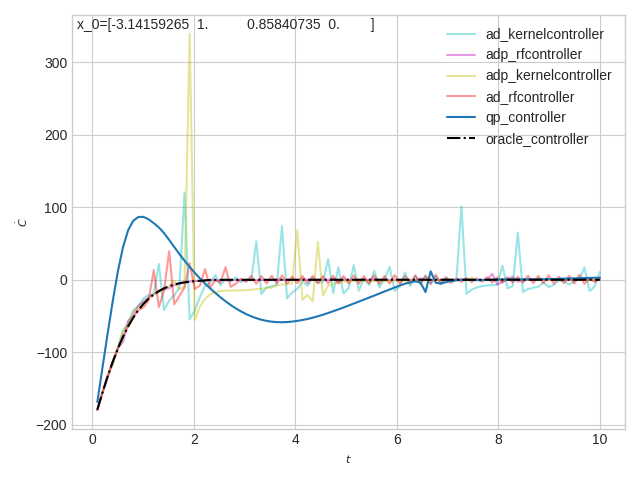 x_0=[-3.14159265 1. 0.85840735 0. ]
ad_kernelcontroller
adp_rfcontroller
adp_kernelcontroller
ad_rfcontroller
qp_controller
oracle_controller
300
200
100
0
−100
−200
Ċ
0
2
4
6
8
10
t